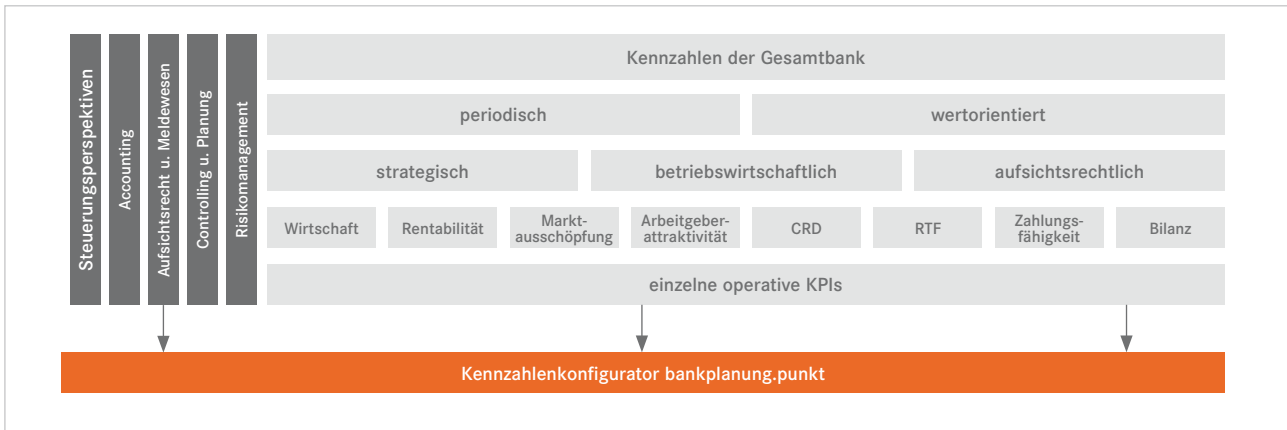 Steuerungsperspektiven
Accounting
Aufsichtsrecht u. Meldewesen
Controlling u. Planung
Risikomanagement
Kennzahlen der Gesamtbank
periodisch
wertorientiert
strategisch
betriebswirtschaftlich
aufsichtsrechtlich
Wirtschaft
Rentabilität
Markt-
ausschöpfung
Arbeitgeber-
attraktivität
CRD
RTF
Zahlungs-
fähigkeit
Bilanz
einzelne operative KPIs
Kennzahlenkonfigurator bankplanung.punkt